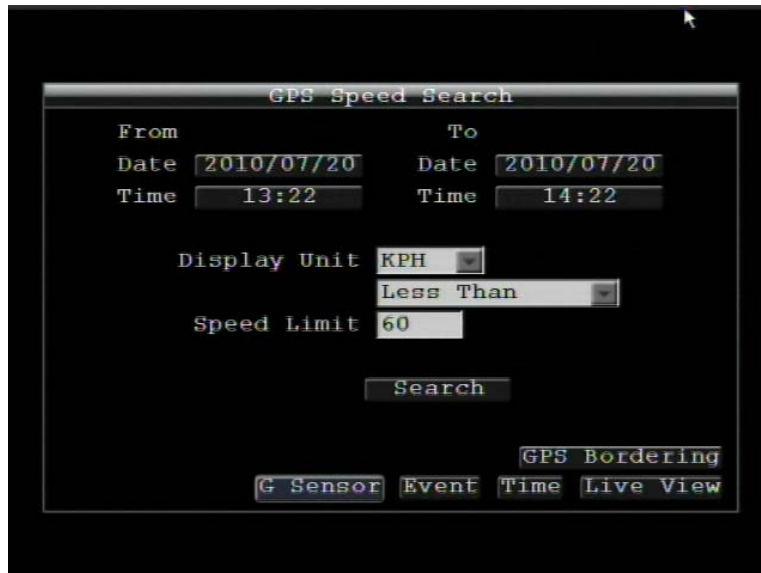 GPS Speed Search
From To
Date 2010/07/20 Date 2010/07/20
Time 13:22 Time 14:22
Display Unit KPH
Less Than
Speed Limit 60
Search
GPS Bordering
G Sensor Event Time Live View